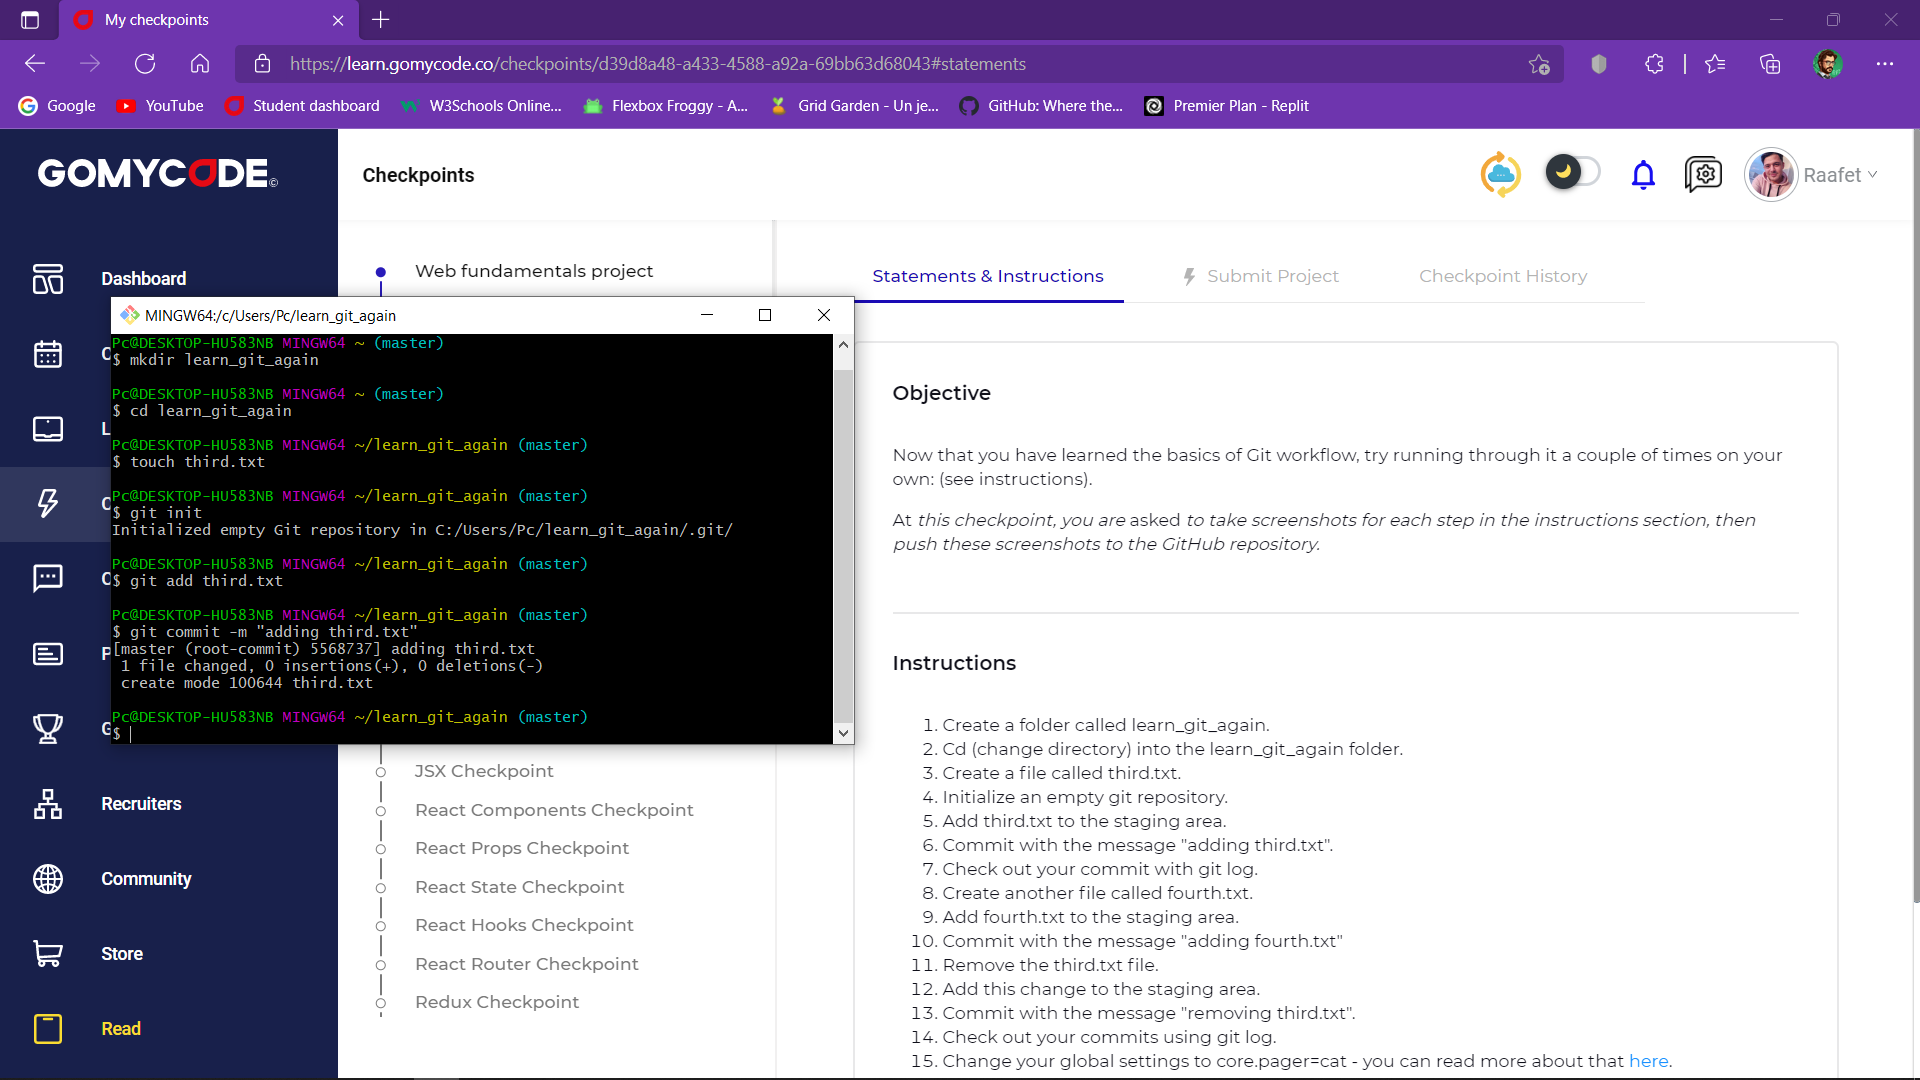 My checkpoints
https://learn.gomycode.co/checkpoints/d39d8a48-a433-4588-a92a-69bb63d68043#statements
Google
YouTube
Student dashboard
W3Schools Online...
Flexbox Froggy - A...
Grid Garden - Un je...
GitHub: Where the...
Premier Plan - Replit
GOMYCODE©
Checkpoints
Raafet
Dashboard
C
L
C
C
P
G
Recruiters
Community
Store
Read
Web fundamentals project
MINGW64:/c/Users/Pc/learn_git_again
Pc@DESKTOP-HU583NB MINGW64 ~ (master)
$ mkdir learn_git_again
Pc@DESKTOP-HU583NB MINGW64 ~ (master)
$ cd learn_git_again
Pc@DESKTOP-HU583NB MINGW64 ~/learn_git_again (master)
$ touch third.txt
Pc@DESKTOP-HU583NB MINGW64 ~/learn_git_again (master)
$ git init
Initialized empty Git repository in C:/Users/Pc/learn_git_again/.git/
Pc@DESKTOP-HU583NB MINGW64 ~/learn_git_again (master)
$ git add third.txt
Pc@DESKTOP-HU583NB MINGW64 ~/learn_git_again (master)
$ git commit -m "adding third.txt"
[master (root-commit) 5568737] adding third.txt
1 file changed, 0 insertions(+), 0 deletions(-)
create mode 100644 third.txt
Pc@DESKTOP-HU583NB MINGW64 ~/learn_git_again (master)
$
JSX Checkpoint
React Components Checkpoint
React Props Checkpoint
React State Checkpoint
React Hooks Checkpoint
React Router Checkpoint
Redux Checkpoint
Statements & Instructions
Submit Project
Checkpoint History
Objective
Now that you have learned the basics of Git workflow, try running through it a couple of times on your
own: (see instructions).
At this checkpoint, you are asked to take screenshots for each step in the instructions section, then
push these screenshots to the GitHub repository.
Instructions
1. Create a folder called learn_git_again.
2. Cd (change directory) into the learn_git_again folder.
3. Create a file called third.txt.
4. Initialize an empty git repository.
5. Add third.txt to the staging area.
6. Commit with the message "adding third.txt".
7. Check out your commit with git log.
8. Create another file called fourth.txt.
9. Add fourth.txt to the staging area.
10. Commit with the message "adding fourth.txt"
11. Remove the third.txt file.
12. Add this change to the staging area.
13. Commit with the message "removing third.txt".
14. Check out your commits using git log.
15. Change your global settings to core.pager=cat - you can read more about that here.